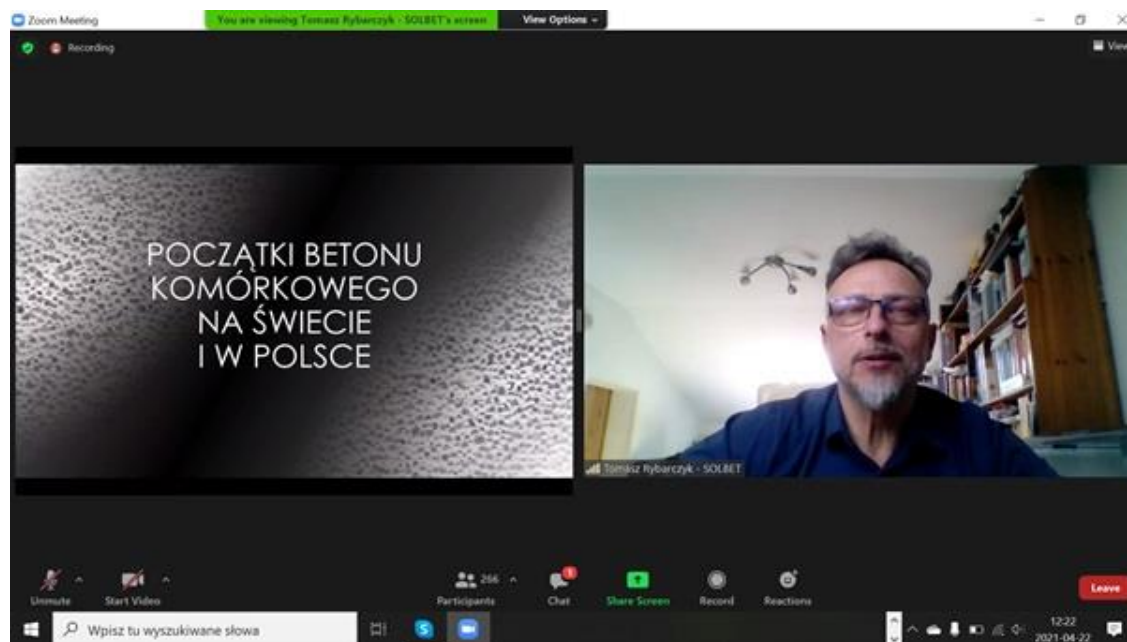 Zoom Meeting
You are viewing Tomasz Rybarczyk - SOLBET's screen
View Options
Recording
View
POCZĄTKI BETONU
KOMÓRKOWEGO
NA ŚWIECIE
I W POLSCE
Tomasz Rybarczyk - SOLBET
266
1
Unmute
Start Video
Participants
Chat
Share Screen
Record
Reactions
Leave
Wpisz tu wyszukiwane słowa
12:22
2021-04-22